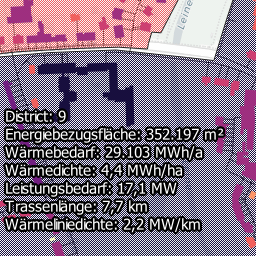 Leine
District: 9
Energiebezugsfläche: 352.197 m²
Wärmebedarf: 29.103 MWh/a
Wärmedichte: 4,4 MWh/ha
Leistungsbedarf: 17,1 MW
Trassenlänge: 7,7 km
Wärmeliniedichte: 2,2 MW/km